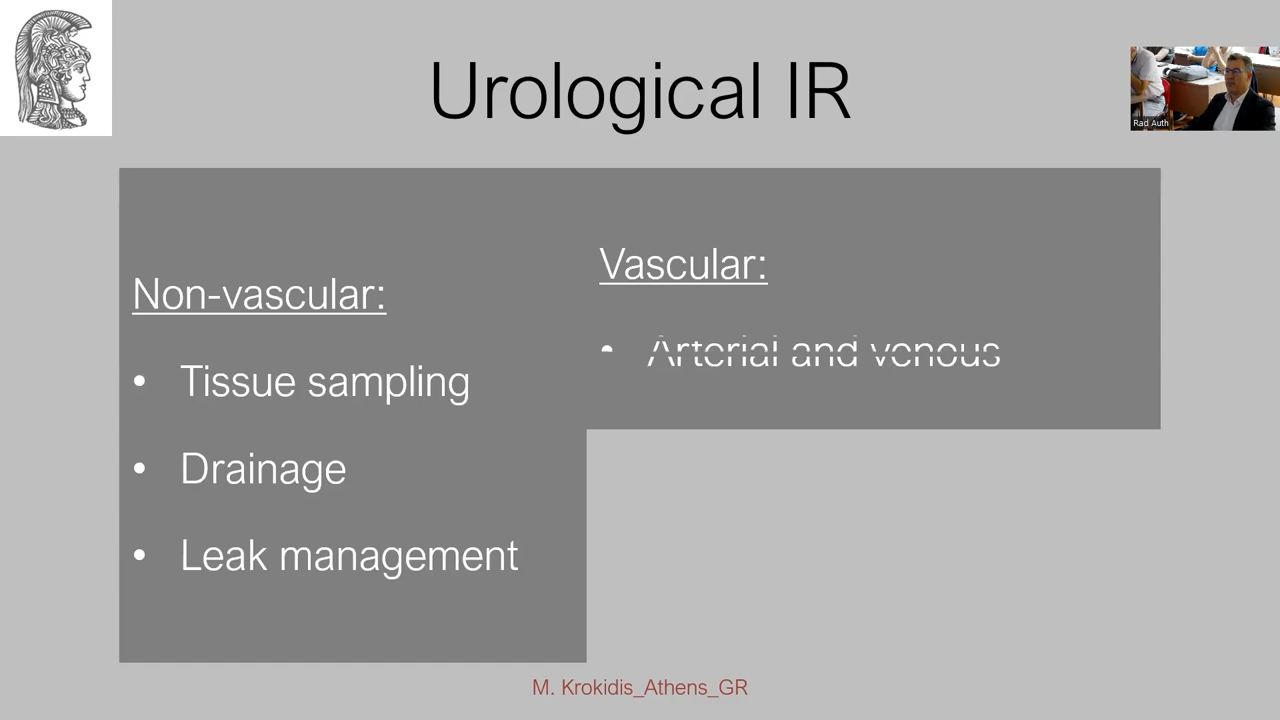 Urological IR
Rad Auth
Non-vascular:
• Tissue sampling
• Drainage
• Leak management
Vascular:
• Arterial and venous
M. Krokidis_Athens_GR